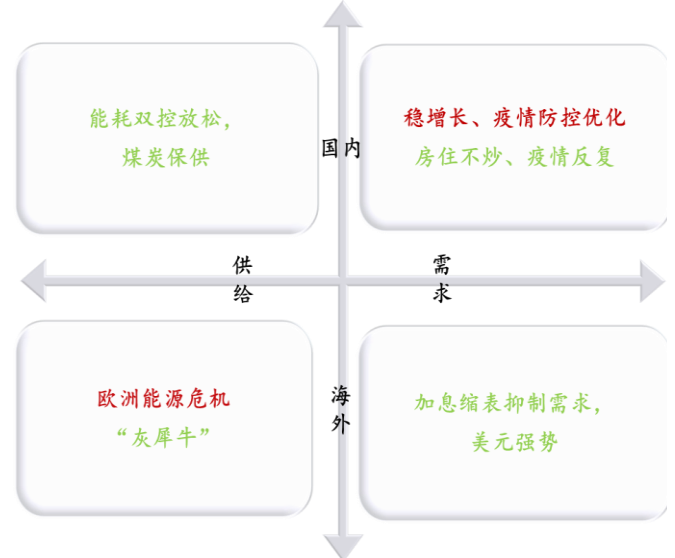 能耗双控放松，
煤炭保供
稳增长、疫情防控优化
房住不炒、疫情反复
国内
供给
需求
欧洲能源危机
“灰犀牛”
海外
加息缩表抑制需求，
美元强势